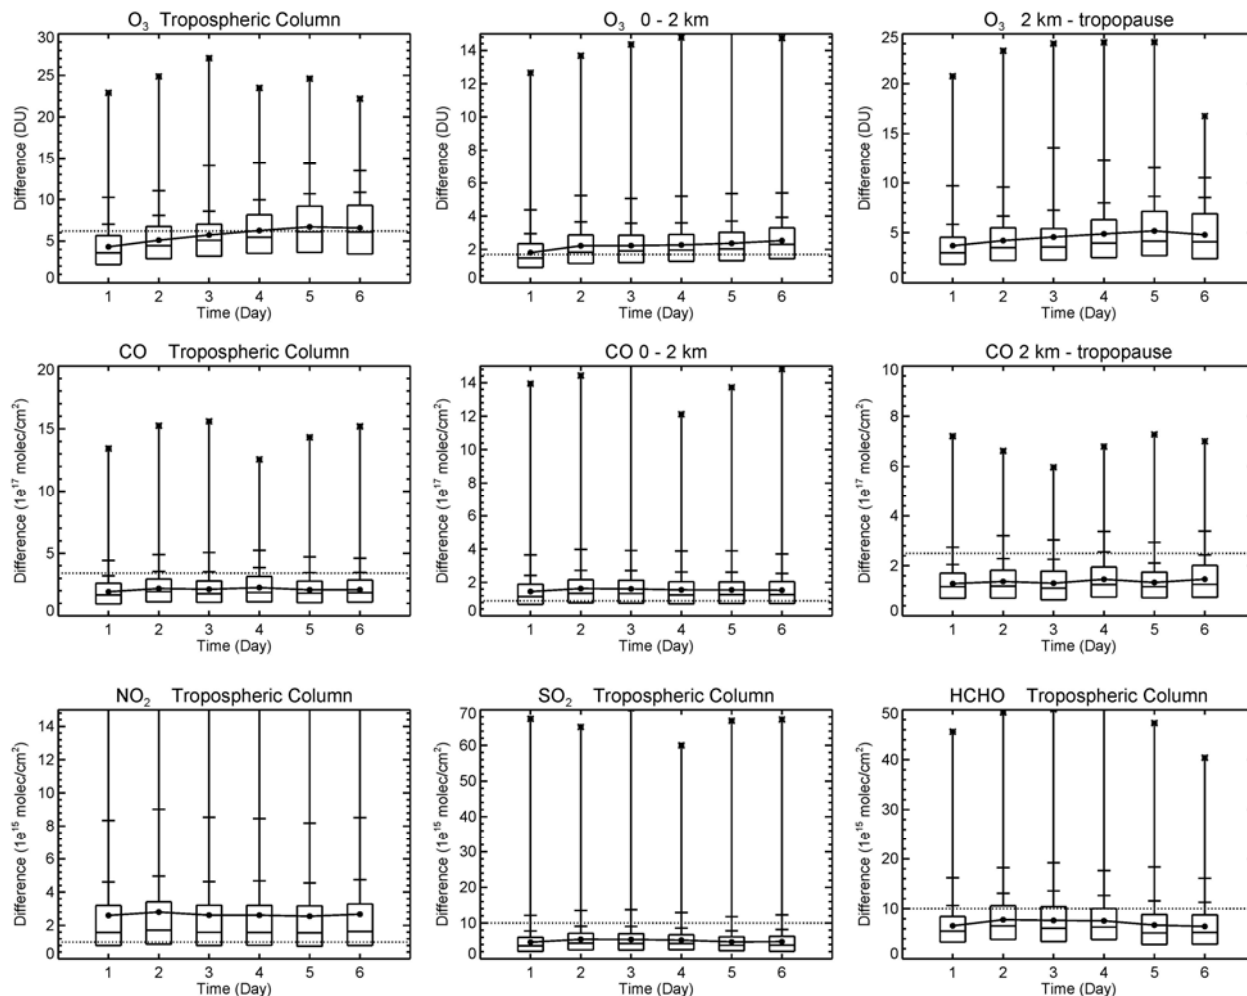 O₃ Tropospheric Column
30
25
20
15
10
5
0
Difference (DU)
1 2 3 4 5 6
Time (Day)
O₃ 0 - 2 km
14
12
10
8
6
4
2
0
Difference (DU)
1 2 3 4 5 6
Time (Day)
O₃ 2 km - tropopause
25
20
15
10
5
0
Difference (DU)
1 2 3 4 5 6
Time (Day)
CO Tropospheric Column
20
15
10
5
0
Difference (1e¹⁷ molec/cm²)
1 2 3 4 5 6
Time (Day)
CO 0 - 2 km
14
12
10
8
6
4
2
0
Difference (1e¹⁷ molec/cm²)
1 2 3 4 5 6
Time (Day)
CO 2 km - tropopause
10
8
6
4
2
0
Difference (1e¹⁷ molec/cm²)
1 2 3 4 5 6
Time (Day)
NO₂ Tropospheric Column
14
12
10
8
6
4
2
0
Difference (1e¹⁵ molec/cm²)
1 2 3 4 5 6
Time (Day)
SO₂ Tropospheric Column
70
60
50
40
30
20
10
0
Difference (1e¹⁵ molec/cm²)
1 2 3 4 5 6
Time (Day)
HCHO Tropospheric Column
50
40
30
20
10
0
Difference (1e¹⁵ molec/cm²)
1 2 3 4 5 6
Time (Day)